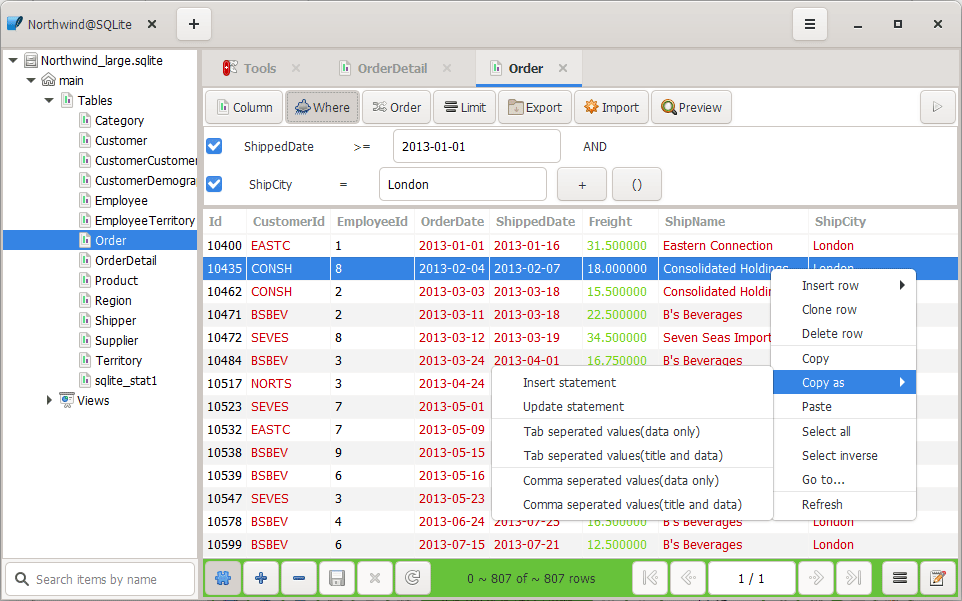 Northwind@SQLite
Northwind_large.sqlite
main
Tables
Category
Customer
CustomerCustomer
CustomerDemogra
Employee
EmployeeTerritory
Order
OrderDetail
Product
Region
Shipper
Supplier
Territory
sqlite_stat1
Views
Search items by name
Tools OrderDetail Order
Column Where Order Limit Export Import Preview
ShippedDate >= 2013-01-01 AND
ShipCity = London + ()
Id CustomerId EmployeeId OrderDate ShippedDate Freight ShipName ShipCity
10400 EASTC 1 2013-01-01 2013-01-16 31.500000 Eastern Connection London
10435 CONSH 8 2013-02-04 2013-02-07 18.000000 Consolidated Holdings London
10462 CONSH 2 2013-03-03 2013-03-18 15.500000 Consolidated Holdin
10471 BSBEV 2 2013-03-11 2013-03-18 22.500000 B's Beverages
10472 SEVES 8 2013-03-12 2013-03-19 34.500000 Seven Seas Import
10484 BSBEV 3 2013-03-24 2013-04-01 16.750000 B's Beverages
10517 NORTS 3 2013-04-24
10523 SEVES 7 2013-05-01
10532 EASTC 7 2013-05-09
10538 BSBEV 9 2013-05-15
10539 BSBEV 6 2013-05-16
10547 SEVES 3 2013-05-23
10578 BSBEV 4 2013-06-24 2013-07-25 16.500000 B's Beverages London
10599 BSBEV 6 2013-07-15 2013-07-21 12.500000 B's Beverages London
Insert row
Clone row
Delete row
Copy
Copy as
Paste
Select all
Select inverse
Go to...
Refresh
Insert statement
Update statement
Tab seperated values(data only)
Tab seperated values(title and data)
Comma seperated values(data only)
Comma seperated values(title and data)
0 ~ 807 of ~ 807 rows 1 / 1